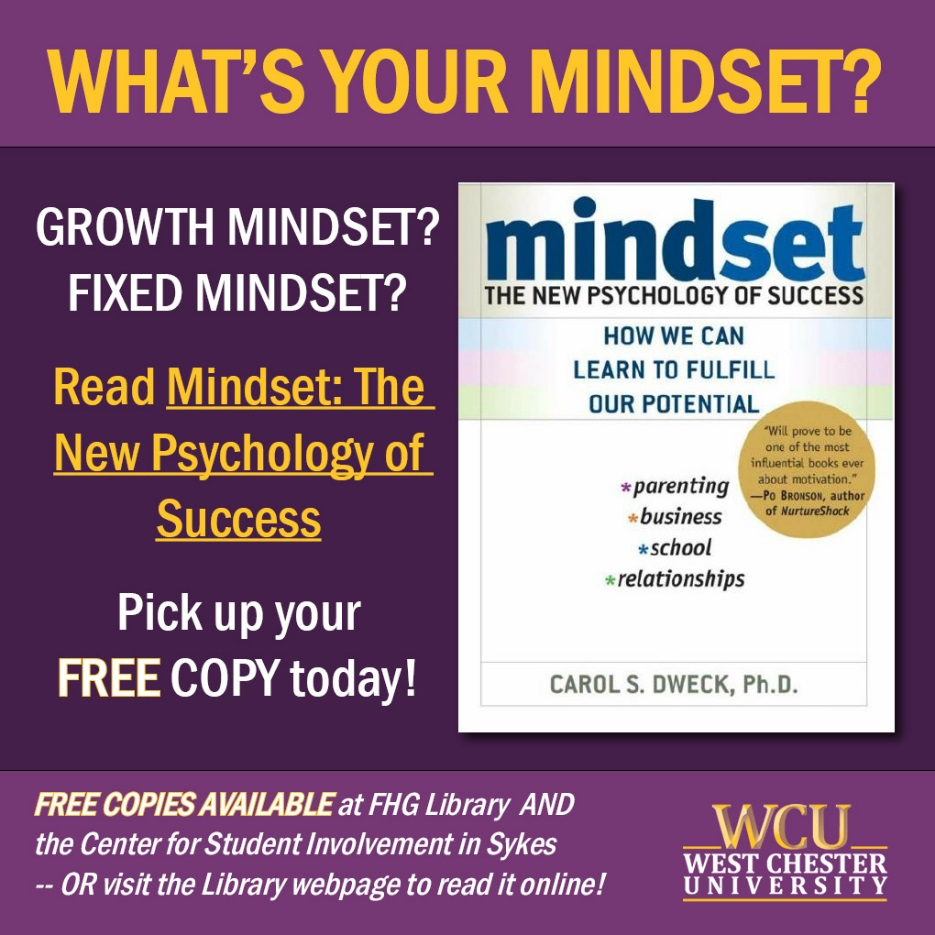 WHAT'S YOUR MINDSET?
GROWTH MINDSET?
FIXED MINDSET?
Read Mindset: The
New Psychology of
Success
Pick up your
FREE COPY today!
mindset
THE NEW PSYCHOLOGY OF SUCCESS
HOW WE CAN
LEARN TO FULFILL
OUR POTENTIAL
"Will prove to be
one of the most
influential books ever
about motivation."
—PO BRONSON, author
of NurtureShock
*parenting
*business
*school
*relationships
CAROL S. DWECK, Ph.D.
FREE COPIES AVAILABLE at FHG Library AND
the Center for Student Involvement in Sykes
-- OR visit the Library webpage to read it online!
WCU
WEST CHESTER
UNIVERSITY